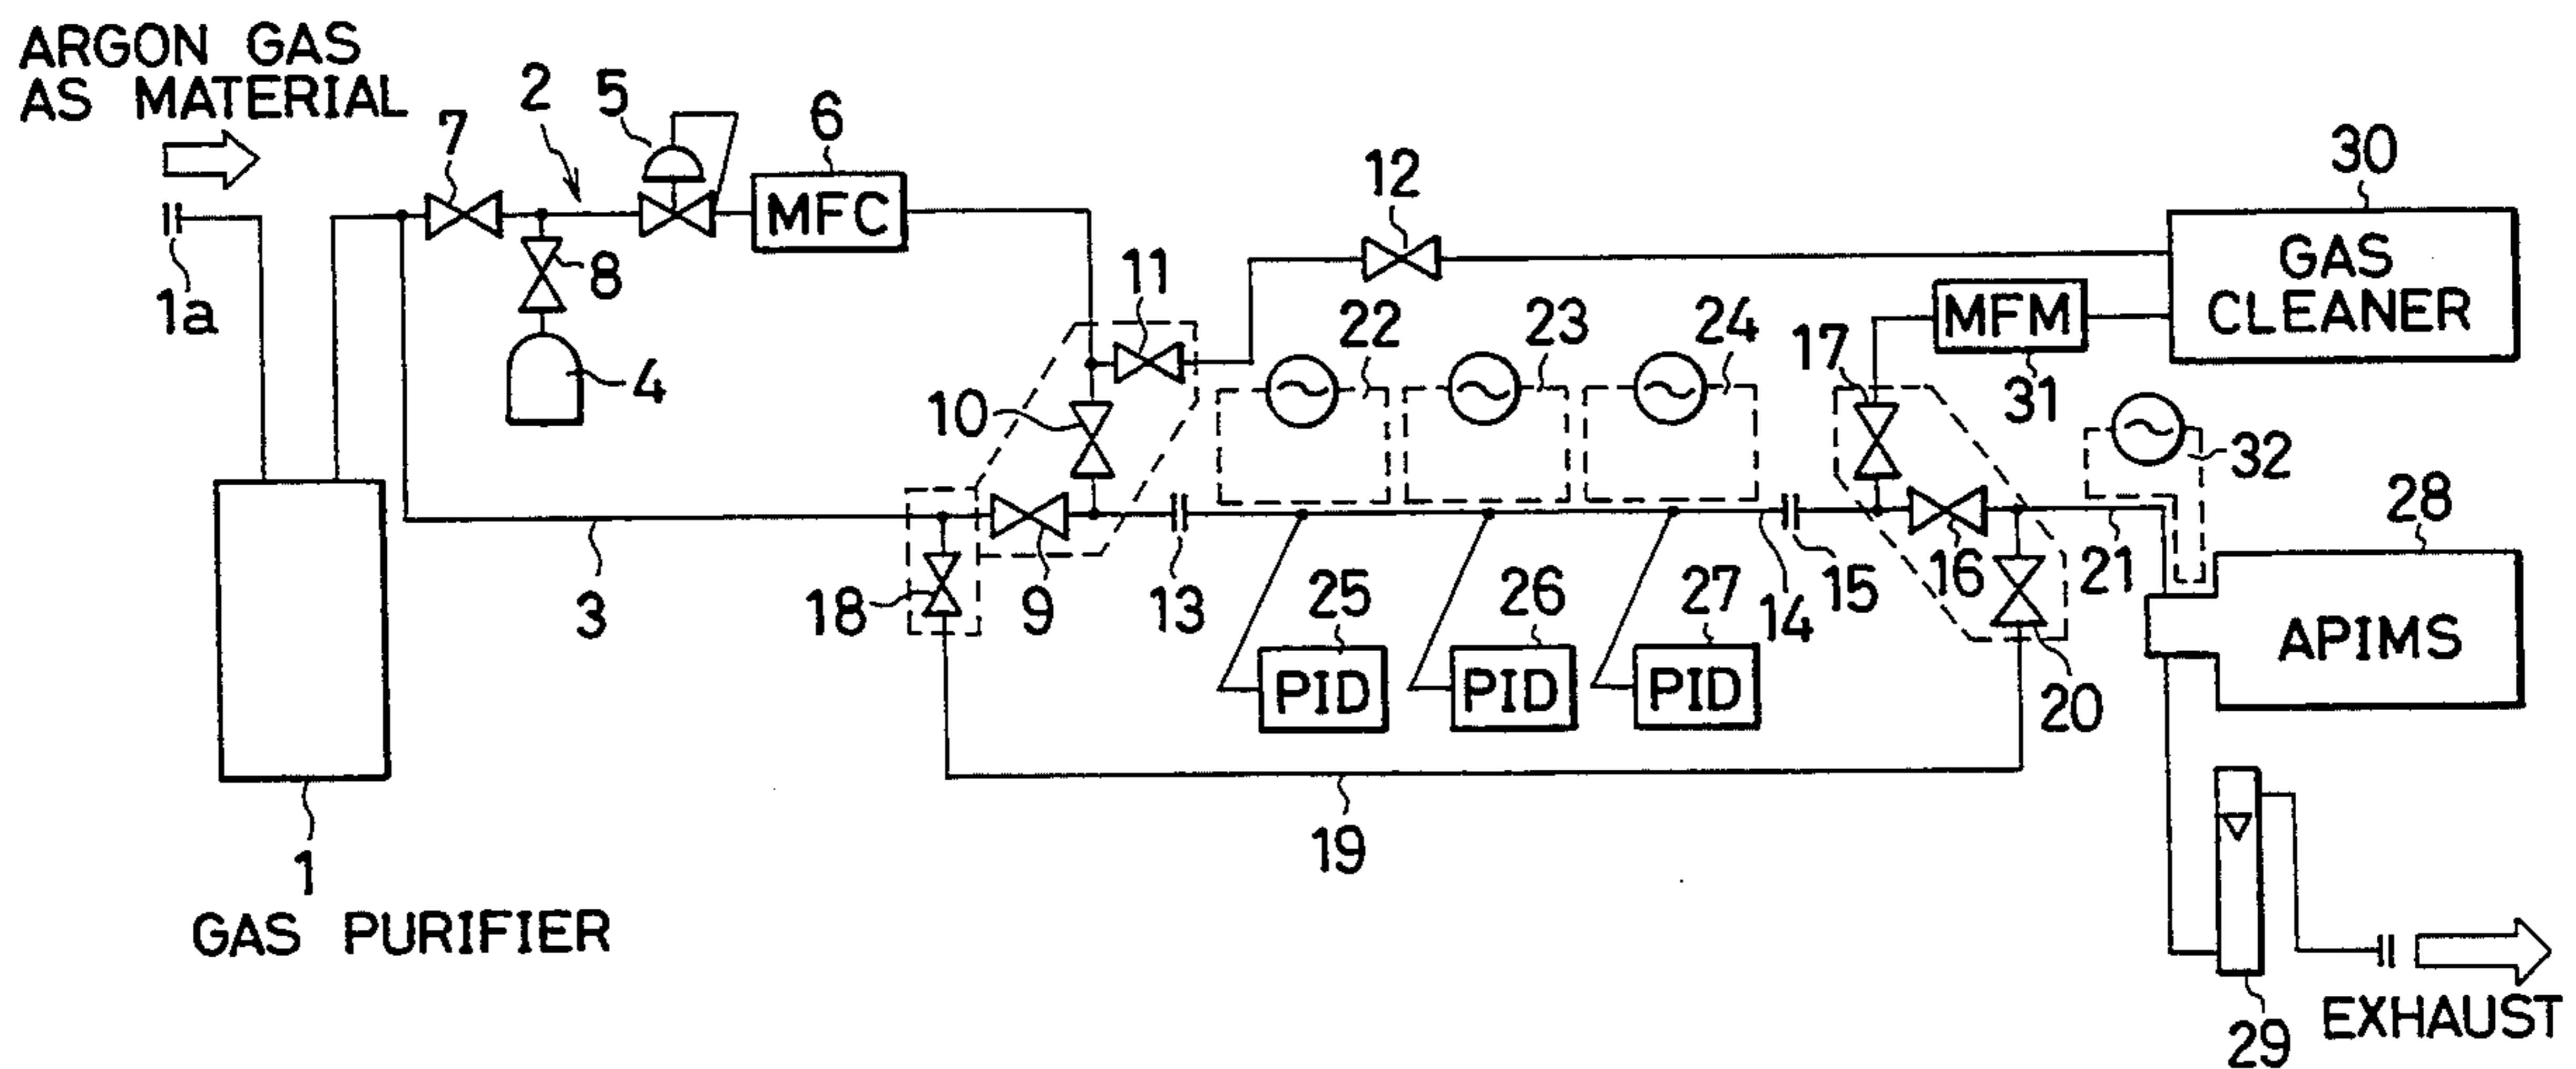 ARGON GAS
AS MATERIAL
2
5
6
7
MFC
12
30
8
11
GAS
CLEANER
1a
4
22
23
24
17
MFM
31
10
32
28
3
18
9
13
25
26
27
14
15
16
21
APIMS
PID
PID
PID
20
19
1
GAS PURIFIER
29
EXHAUST